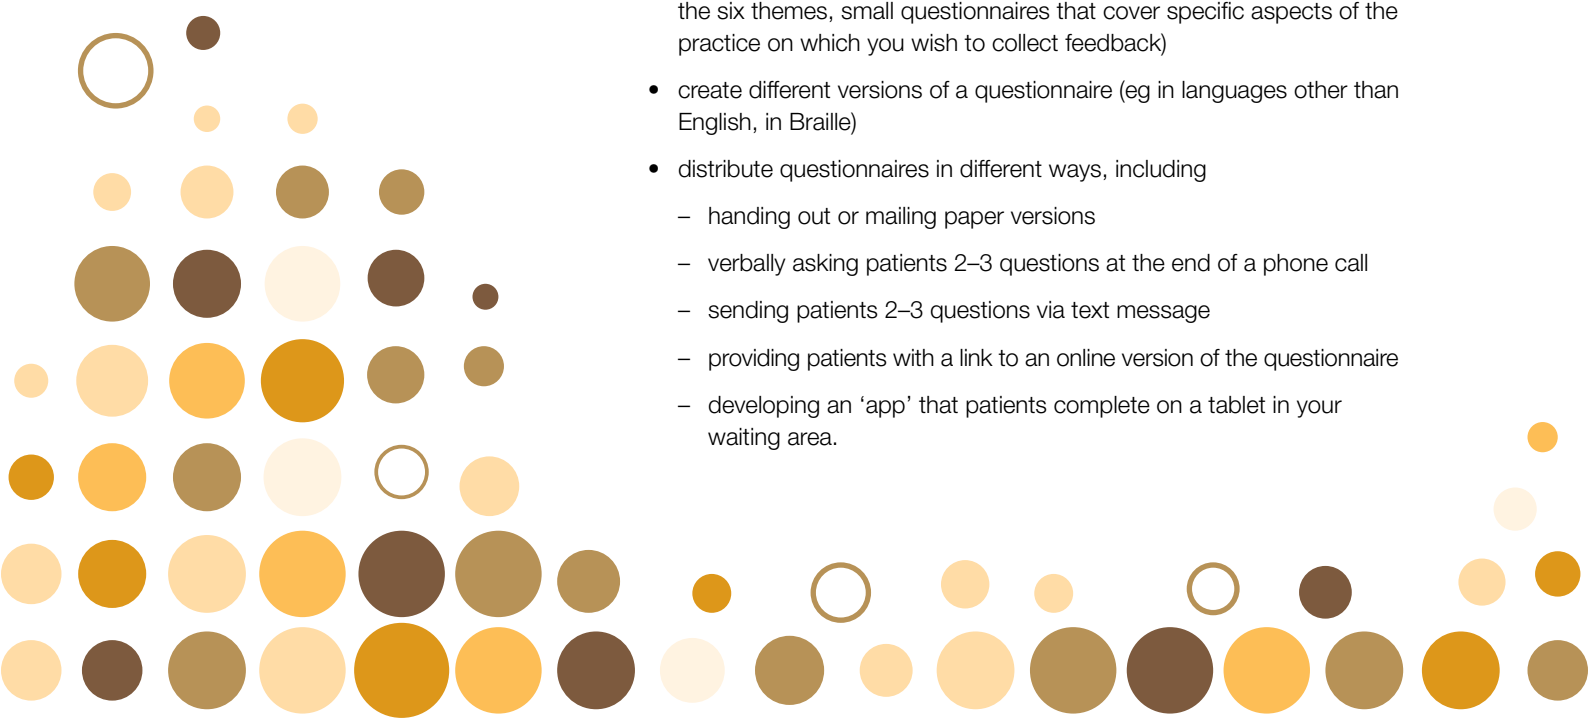 the six themes, small questionnaires that cover specific aspects of the
practice on which you wish to collect feedback)
• create different versions of a questionnaire (eg in languages other than
English, in Braille)
• distribute questionnaires in different ways, including
– handing out or mailing paper versions
– verbally asking patients 2–3 questions at the end of a phone call
– sending patients 2–3 questions via text message
– providing patients with a link to an online version of the questionnaire
– developing an ‘app’ that patients complete on a tablet in your
waiting area.